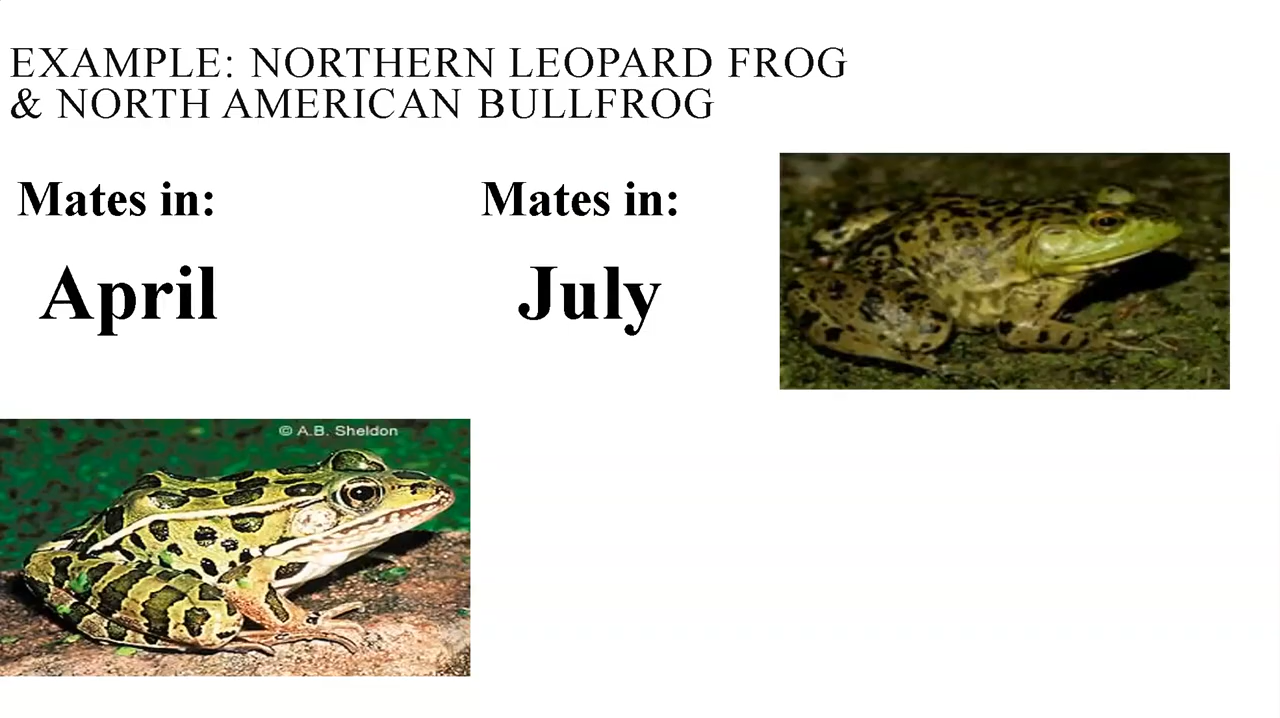 EXAMPLE: NORTHERN LEOPARD FROG
& NORTH AMERICAN BULLFROG
Mates in:
April
Mates in:
July
© A.B. Sheldon